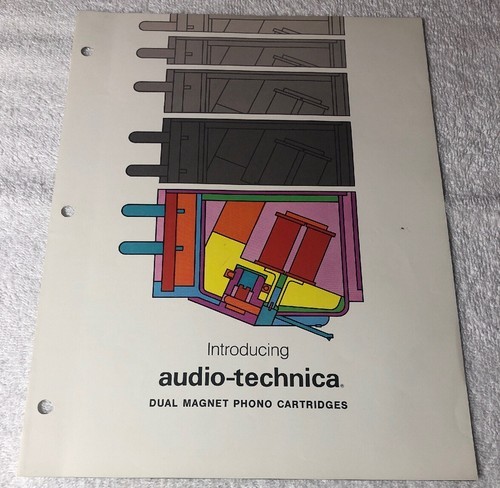 Introducing
audio-technica®
DUAL MAGNET PHONO CARTRIDGES